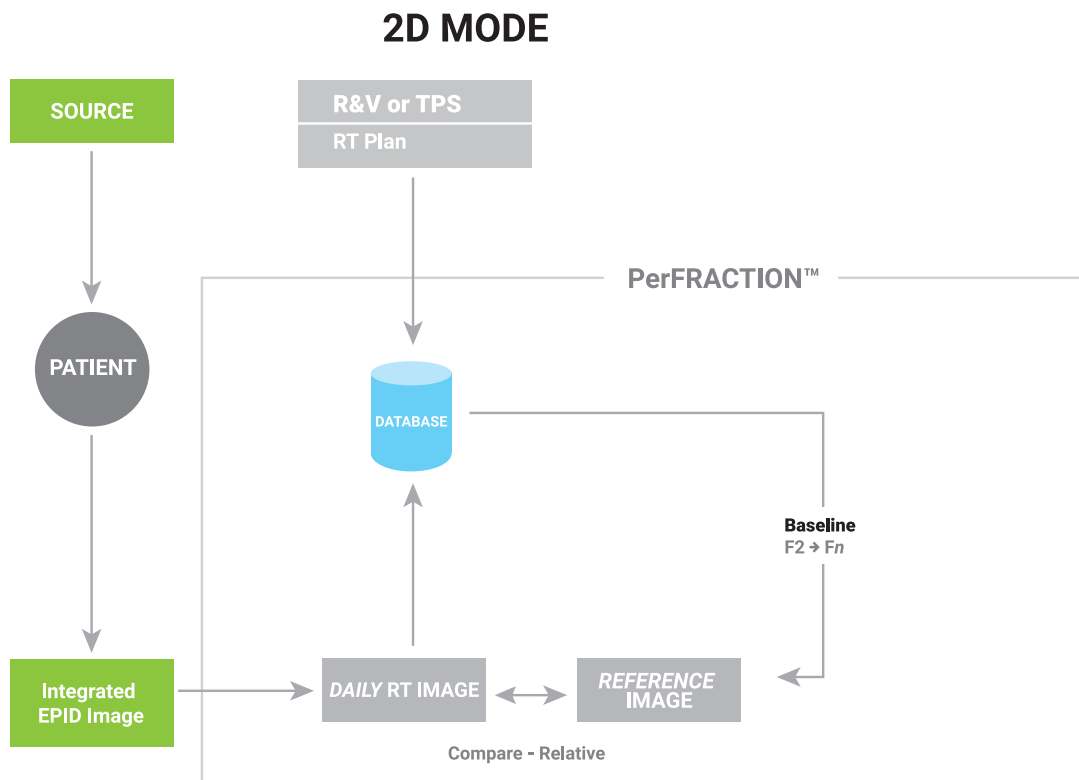 2D MODE
SOURCE
R&V or TPS
RT Plan
PerFRACTION™
PATIENT
DATABASE
Baseline
F2 → Fn
Integrated
EPID Image
DAILY RT IMAGE
REFERENCE
IMAGE
Compare - Relative